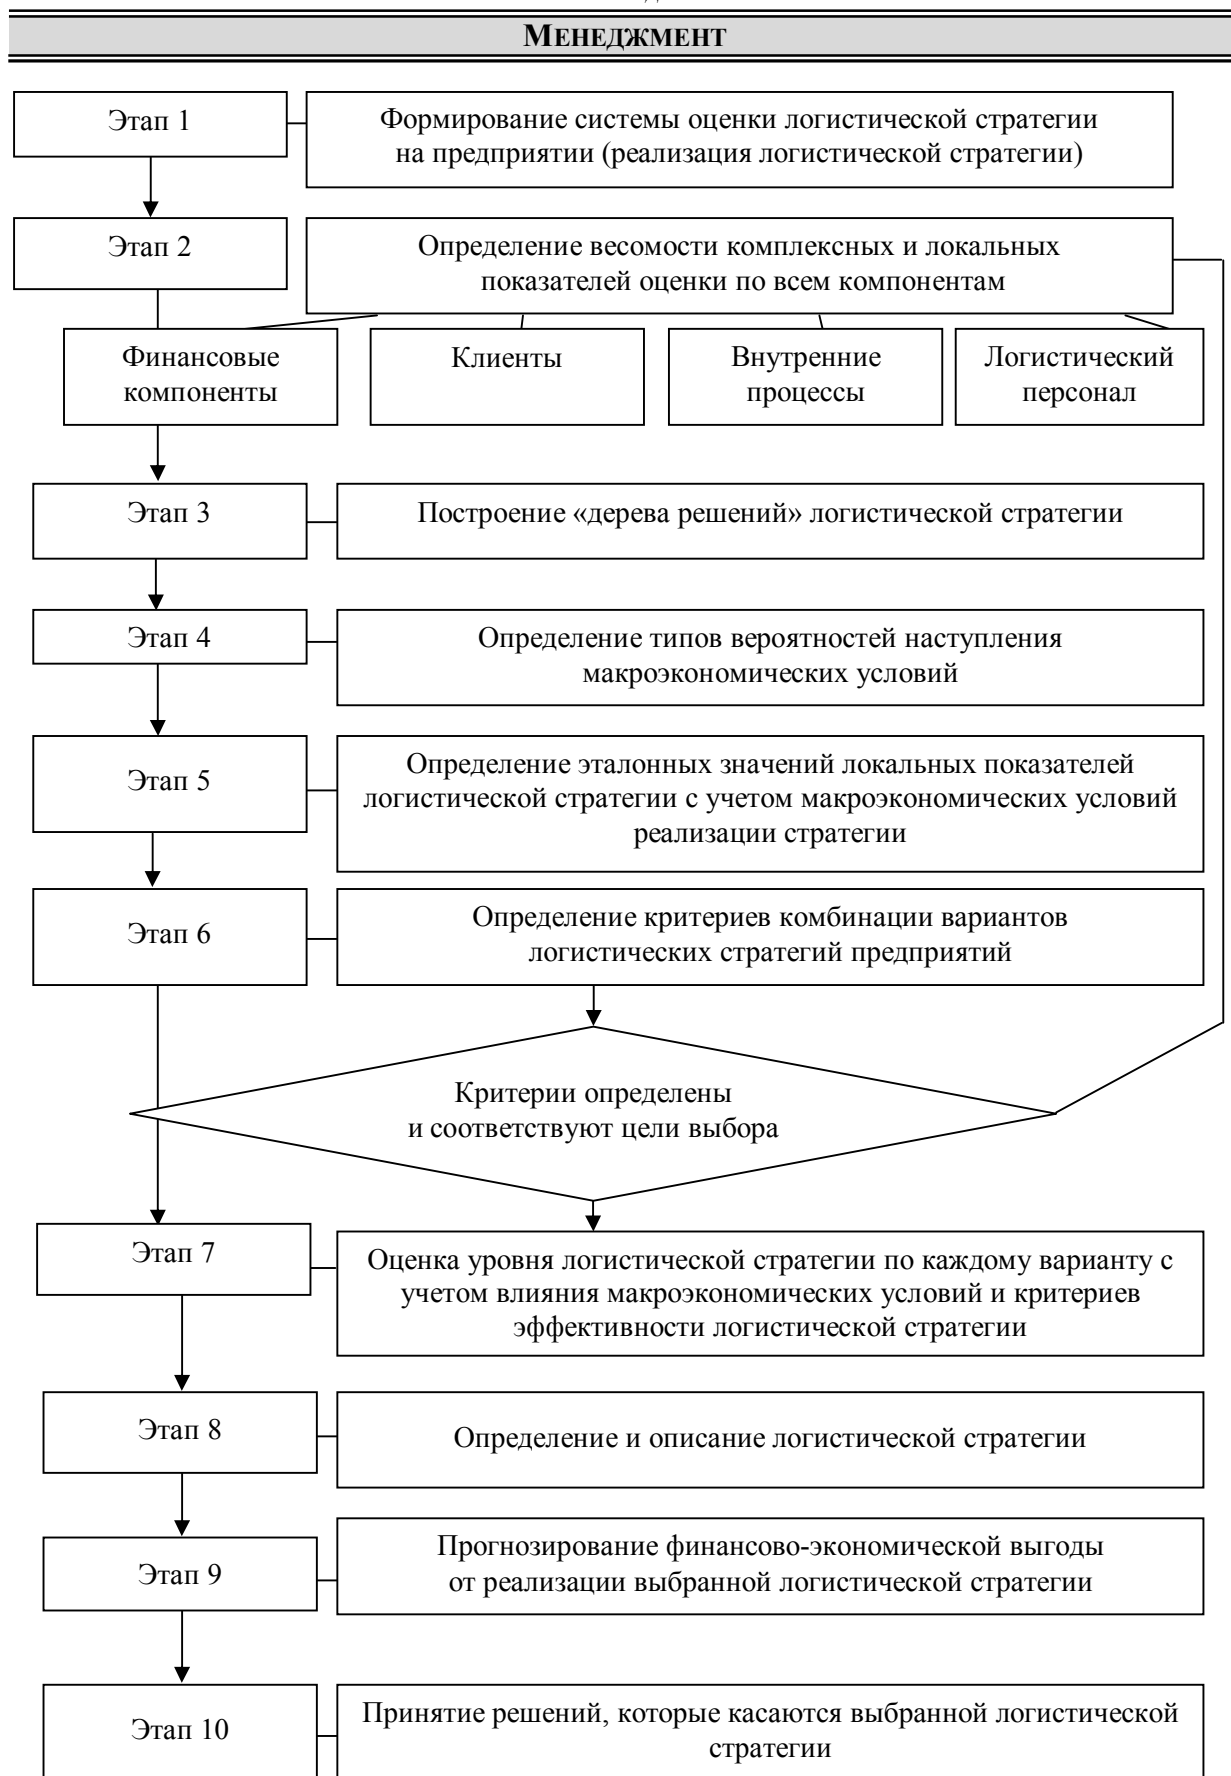 МЕНЕДЖМЕНТ
Этап 1
Формирование системы оценки логистической стратегии
на предприятии (реализация логистической стратегии)
Этап 2
Определение весомости комплексных и локальных
показателей оценки по всем компонентам
Финансовые
компоненты
Клиенты
Внутренние
процессы
Логистический
персонал
Этап 3
Построение «дерева решений» логистической стратегии
Этап 4
Определение типов вероятностей наступления
макроэкономических условий
Этап 5
Определение эталонных значений локальных показателей
логистической стратегии с учетом макроэкономических условий
реализации стратегии
Этап 6
Определение критериев комбинации вариантов
логистических стратегий предприятий
Критерии определены
и соответствуют цели выбора
Этап 7
Оценка уровня логистической стратегии по каждому варианту с
учетом влияния макроэкономических условий и критериев
эффективности логистической стратегии
Этап 8
Определение и описание логистической стратегии
Этап 9
Прогнозирование финансово-экономической выгоды
от реализации выбранной логистической стратегии
Этап 10
Принятие решений, которые касаются выбранной логистической
стратегии